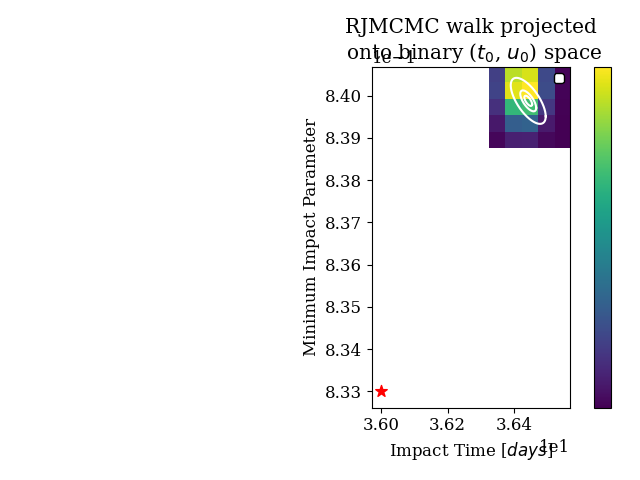 RJMCMC walk projected
onto binary ($t_0$, $u_0$) space
1e−1
8.40
8.39
8.38
8.37
8.36
8.35
8.34
8.33
Minimum Impact Parameter
3.60 3.62 3.64
1e1
Impact Time [days]